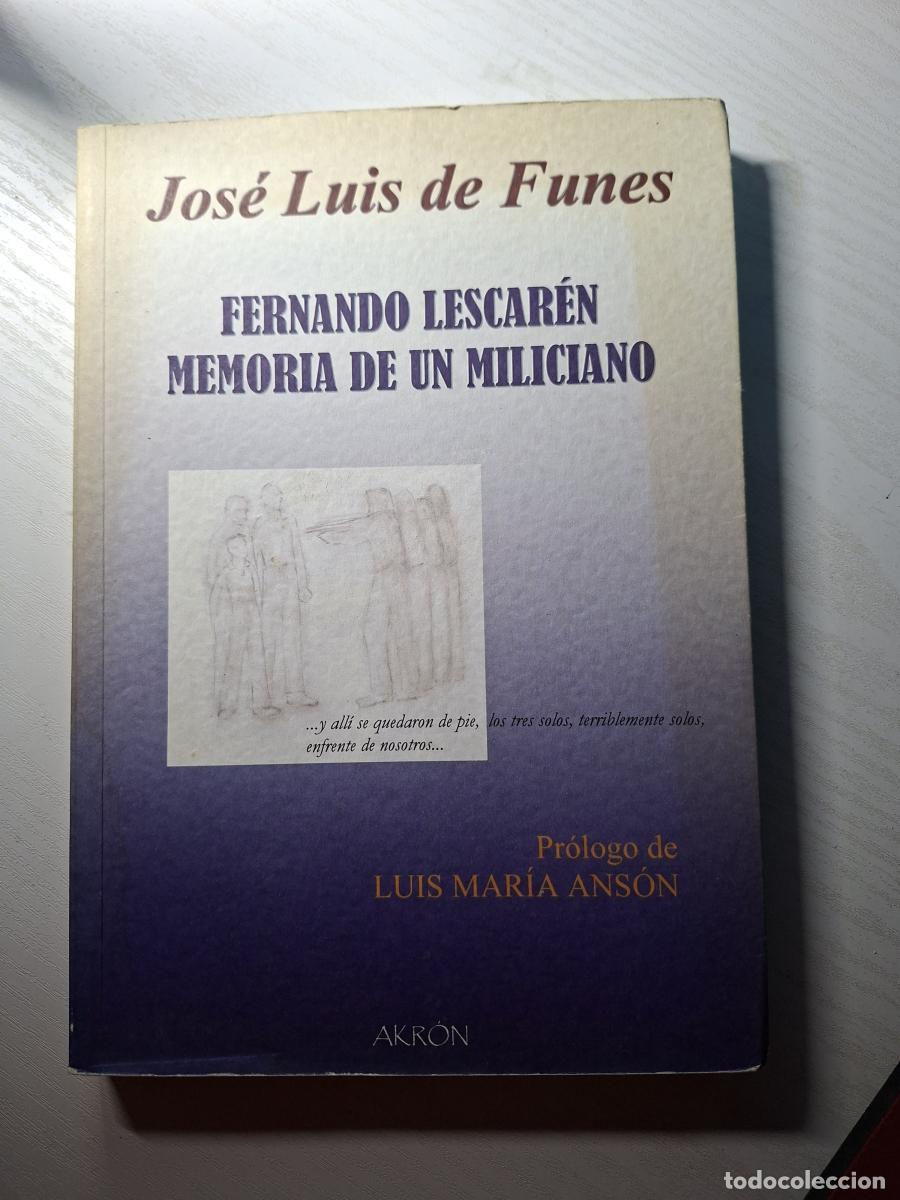 José Luis de Funes
FERNANDO LESCARÉN
MEMORIA DE UN MILICIANO
...y allí se quedaron de pie, los tres solos, terriblemente solos,
enfrente de nosotros...
Prólogo de
LUIS MARÍA ANSÓN
AKRÓN
todocoleccion